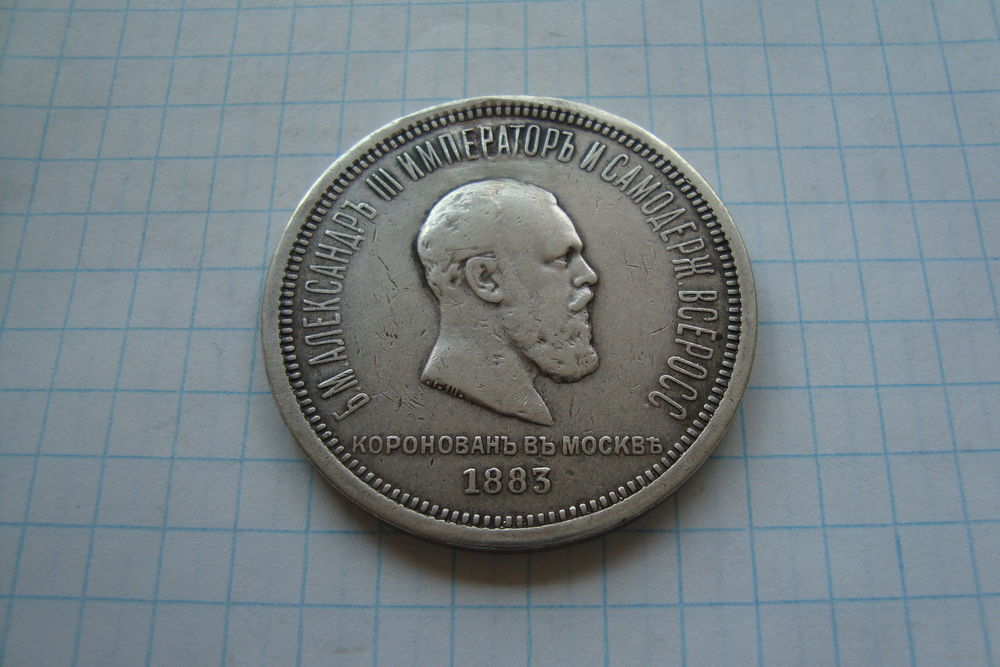 Б.М.АЛЕКСАНДРЪ III ИМПЕРАТОРЪ И САМОДЕРЖ. ВСЕРОСС.
КОРОНОВАНЪ ВЪ МОСКВѢ
1883